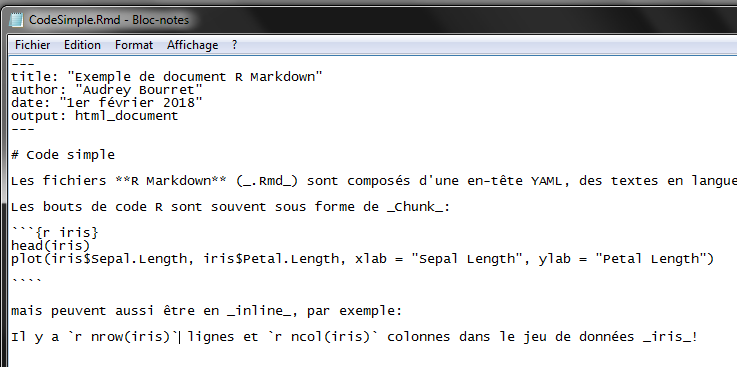 CodeSimple.Rmd - Bloc-notes
Fichier Edition Format Affichage ?
---
title: "Exemple de document R Markdown"
author: "Audrey Bourret"
date: "1er février 2018"
output: html_document
---
# Code simple
Les fichiers **R Markdown** (_.Rmd_) sont composés d'une en-tête YAML, des textes en langue
Les bouts de code R sont souvent sous forme de _Chunk_:
```{r iris}
head(iris)
plot(iris$Sepal.Length, iris$Petal.Length, xlab = "Sepal Length", ylab = "Petal Length")
````
mais peuvent aussi être en _inline_, par exemple:
Il y a `r nrow(iris)` lignes et `r ncol(iris)` colonnes dans le jeu de données _iris_!